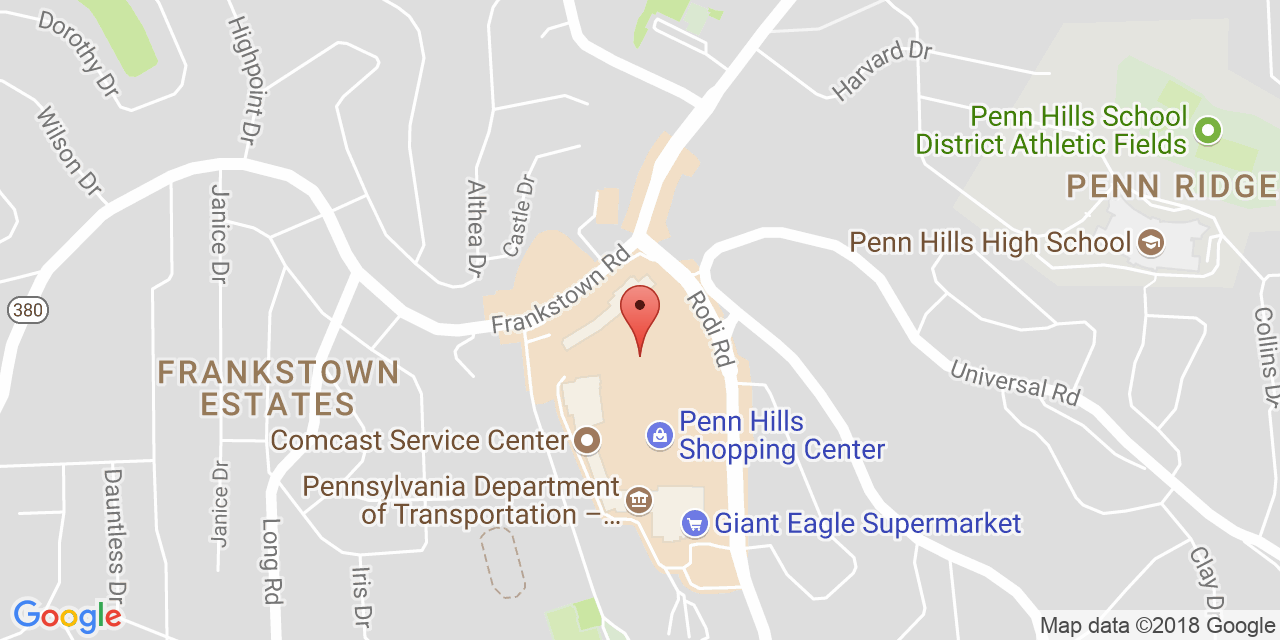 Dorothy Dr
Highpoint Dr
Harvard Dr
Wilson Dr
Penn Hills School
District Athletic Fields
PENN RIDGE
Janice Dr
Althea Dr
Castle Dr
Penn Hills High School
Frankstown Rd
380
Rodi Rd
Collins Dr
FRANKSTOWN
ESTATES
Universal Rd
Penn Hills
Shopping Center
Comcast Service Center
Pennsylvania Department
of Transportation –...
Giant Eagle Supermarket
Janice Dr
Dauntless Dr
Long Rd
Iris Dr
Clay Dr
Google
Map data ©2018 Google